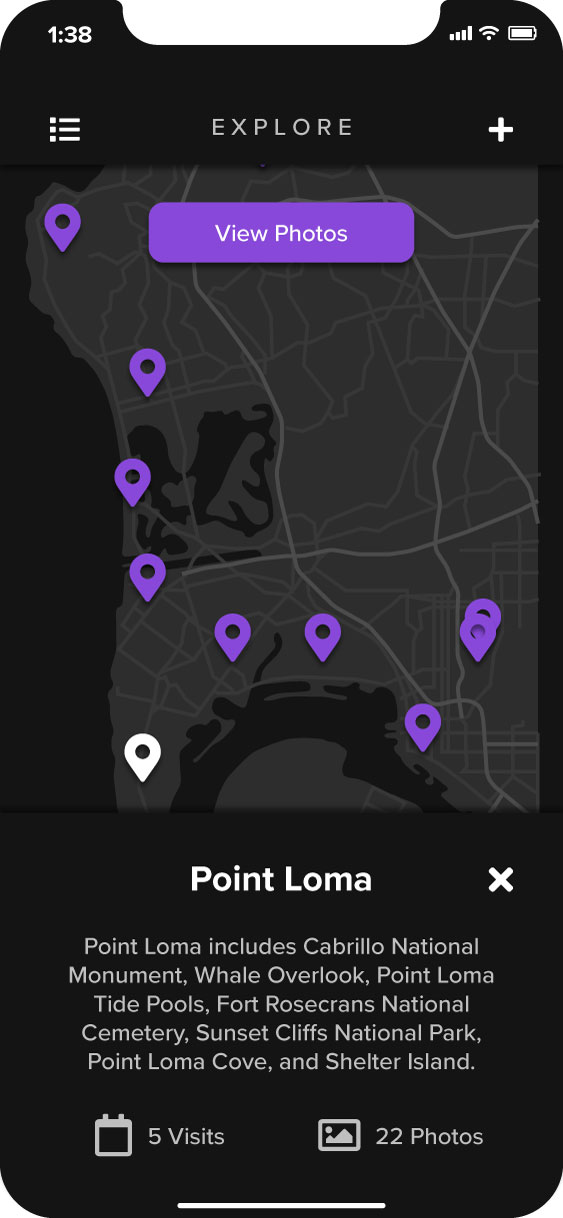 1:38
EXPLORE
View Photos
Point Loma
Point Loma includes Cabrillo National
Monument, Whale Overlook, Point Loma
Tide Pools, Fort Rosecrans National
Cemetery, Sunset Cliffs National Park,
Point Loma Cove, and Shelter Island.
5 Visits
22 Photos